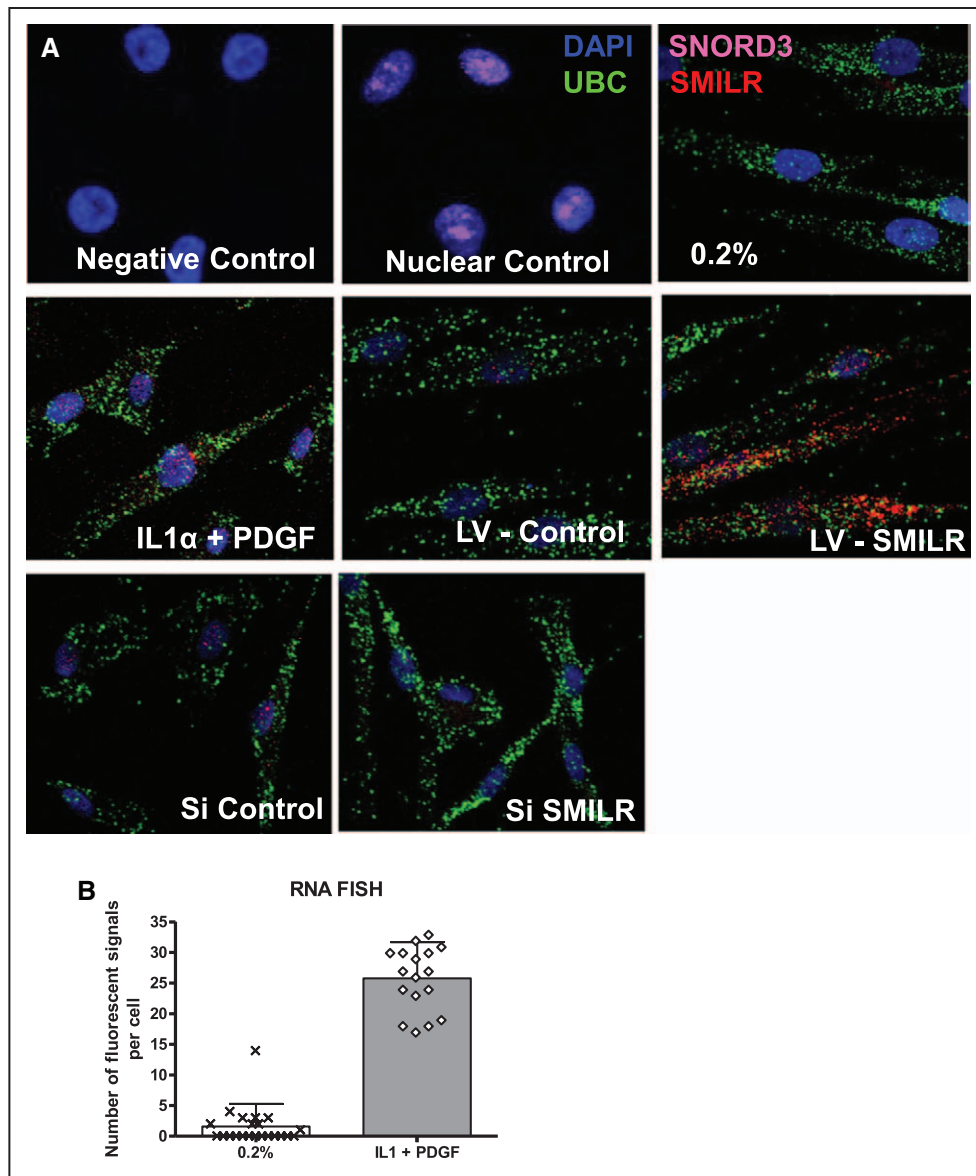 A
DAPI
UBC
SNORD3
SMILR
Negative Control
Nuclear Control
0.2%
IL1α + PDGF
LV - Control
LV - SMILR
Si Control
Si SMILR
B
RNA FISH
Number of fluorescent signals
per cell
35
30
25
20
15
10
5
0
0.2%
IL1 + PDGF